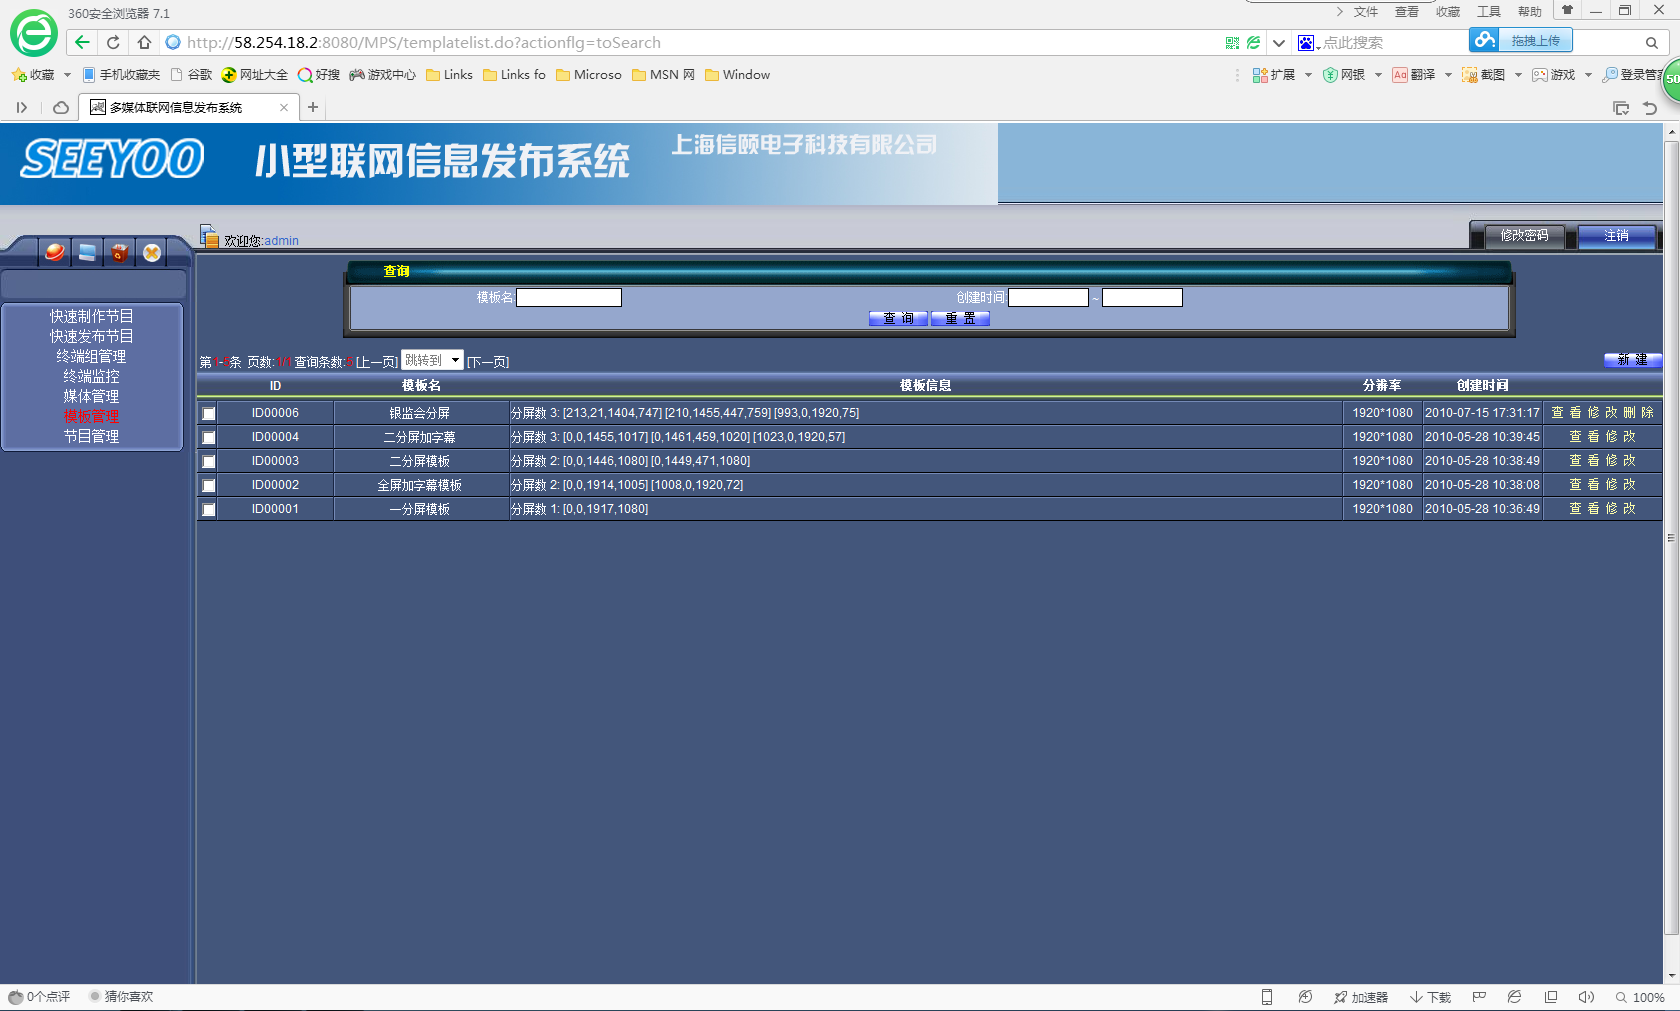 360安全浏览器 7.1
文件 查看 收藏 工具 帮助
http://58.254.18.2:8080/MPS/templatelist.do?actionflg=toSearch
点此搜索
拖拽上传
收藏 手机收藏夹 谷歌 网址大全 好搜 游戏中心 Links Links fo Microso MSN 网 Window
扩展 网银 翻译 截图 游戏 登录管家
50
多媒体联网信息发布系统
SEEYOO
小型联网信息发布系统
上海信颐电子科技有限公司
欢迎您:admin
修改密码 注销
快速制作节目
快速发布节目
终端组管理
终端监控
媒体管理
模板管理
节目管理
查询
模板名: 创建时间: ~
查 询 重 置
第1-5条 页数:1/1 查询条数:5 [上一页] 跳转到 [下一页]
新 建
ID 模板名 模板信息 分辨率 创建时间
ID00006 银监会分屏 分屏数 3: [213,21,1404,747] [210,1455,447,759] [993,0,1920,75] 1920*1080 2010-07-15 17:31:17 查 看 修 改 删 除
ID00004 二分屏加字幕 分屏数 3: [0,0,1455,1017] [0,1461,459,1020] [1023,0,1920,57] 1920*1080 2010-05-28 10:39:45 查 看 修 改
ID00003 二分屏模板 分屏数 2: [0,0,1446,1080] [0,1449,471,1080] 1920*1080 2010-05-28 10:38:49 查 看 修 改
ID00002 全屏加字幕模板 分屏数 2: [0,0,1914,1005] [1008,0,1920,72] 1920*1080 2010-05-28 10:38:08 查 看 修 改
ID00001 一分屏模板 分屏数 1: [0,0,1917,1080] 1920*1080 2010-05-28 10:36:49 查 看 修 改
0个点评 猜你喜欢
加速器 下载 100%